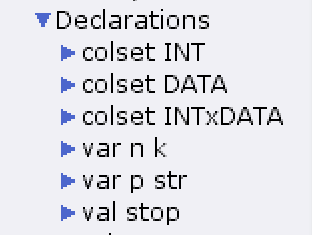 Declarations
colset INT
colset DATA
colset INTxDATA
var n k
var p str
val stop